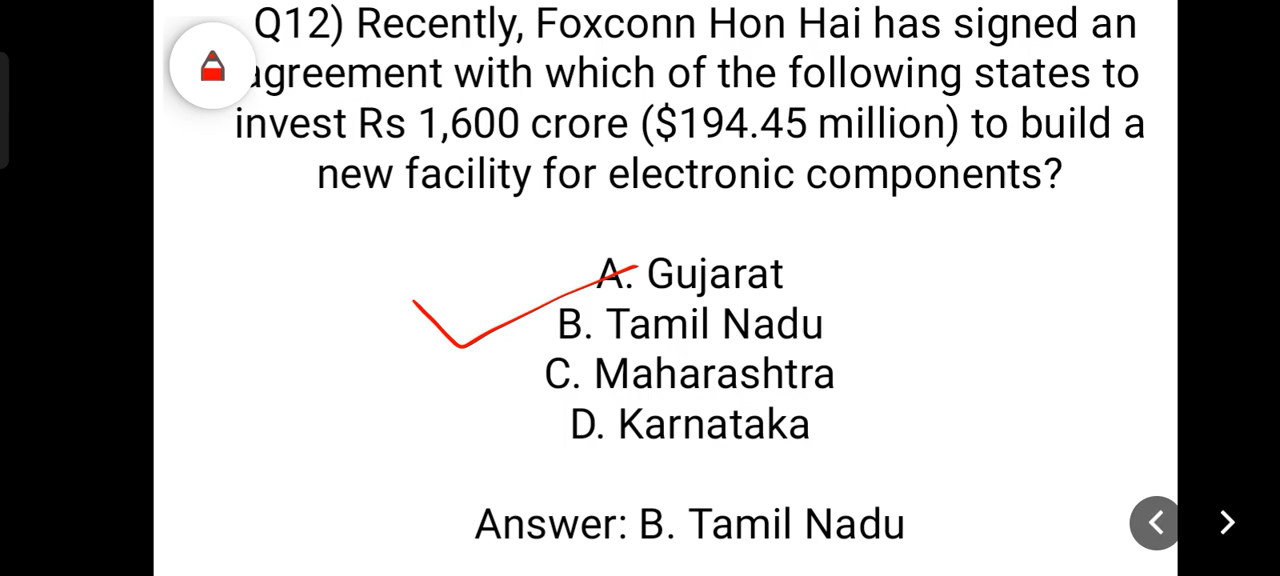 Q12) Recently, Foxconn Hon Hai has signed an
agreement with which of the following states to
invest Rs 1,600 crore ($194.45 million) to build a
new facility for electronic components?
A. Gujarat
B. Tamil Nadu
C. Maharashtra
D. Karnataka
Answer: B. Tamil Nadu